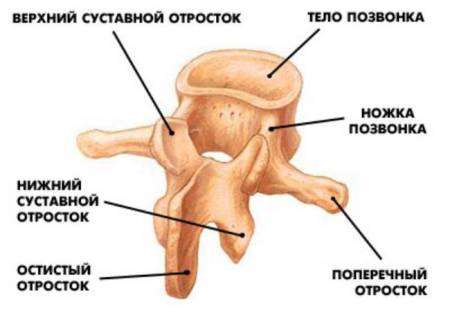 ВЕРХНИЙ СУСТАВНОЙ ОТРОСТОК
ТЕЛО ПОЗВОНКА
НОЖКА
ПОЗВОНКА
НИЖНИЙ
СУСТАВНОЙ
ОТРОСТОК
ОСТИСТЫЙ
ОТРОСТОК
ПОПЕРЕЧНЫЙ
ОТРОСТОК